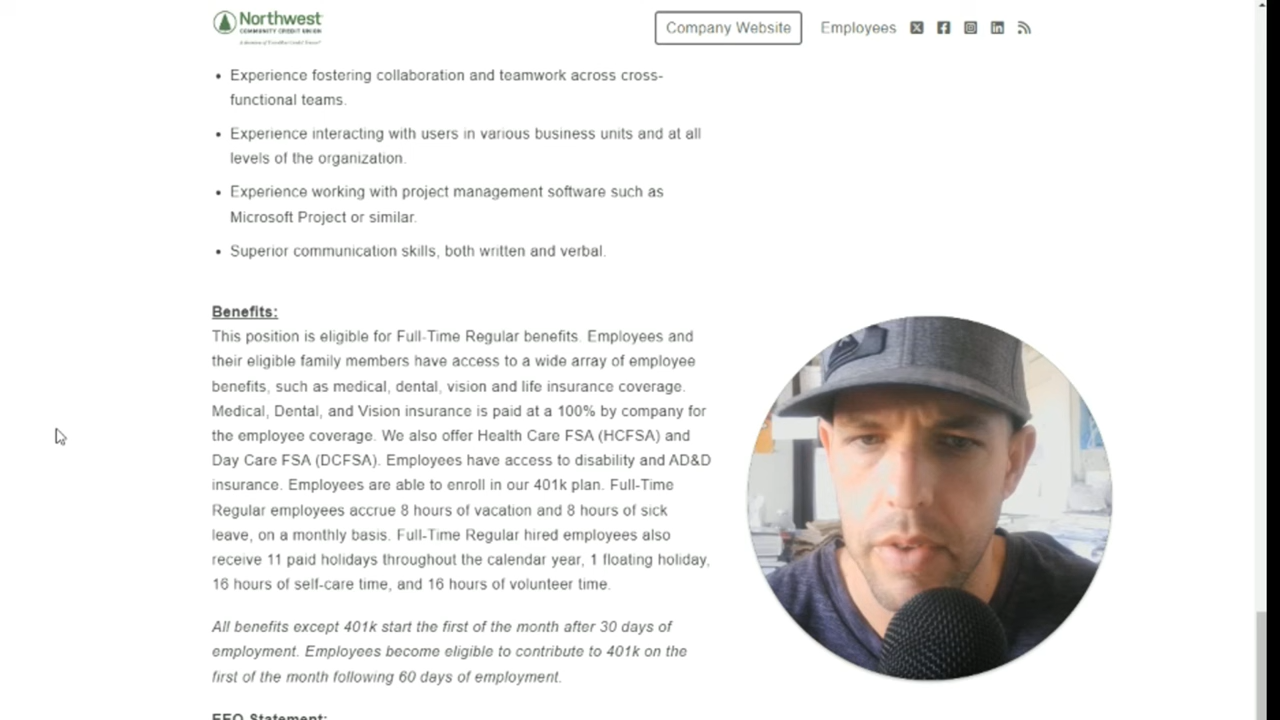 Northwest
COMMUNITY CREDIT UNION
Company Website
Employees
• Experience fostering collaboration and teamwork across cross-
functional teams.
• Experience interacting with users in various business units and at all
levels of the organization.
• Experience working with project management software such as
Microsoft Project or similar.
• Superior communication skills, both written and verbal.
Benefits:
This position is eligible for Full-Time Regular benefits. Employees and
their eligible family members have access to a wide array of employee
benefits, such as medical, dental, vision and life insurance coverage.
Medical, Dental, and Vision insurance is paid at a 100% by company for
the employee coverage. We also offer Health Care FSA (HCFSA) and
Day Care FSA (DCFSA). Employees have access to disability and AD&D
insurance. Employees are able to enroll in our 401k plan. Full-Time
Regular employees accrue 8 hours of vacation and 8 hours of sick
leave, on a monthly basis. Full-Time Regular hired employees also
receive 11 paid holidays throughout the calendar year, 1 floating holiday,
16 hours of self-care time, and 16 hours of volunteer time.
All benefits except 401k start the first of the month after 30 days of
employment. Employees become eligible to contribute to 401k on the
first of the month following 60 days of employment.
EEO Statement: